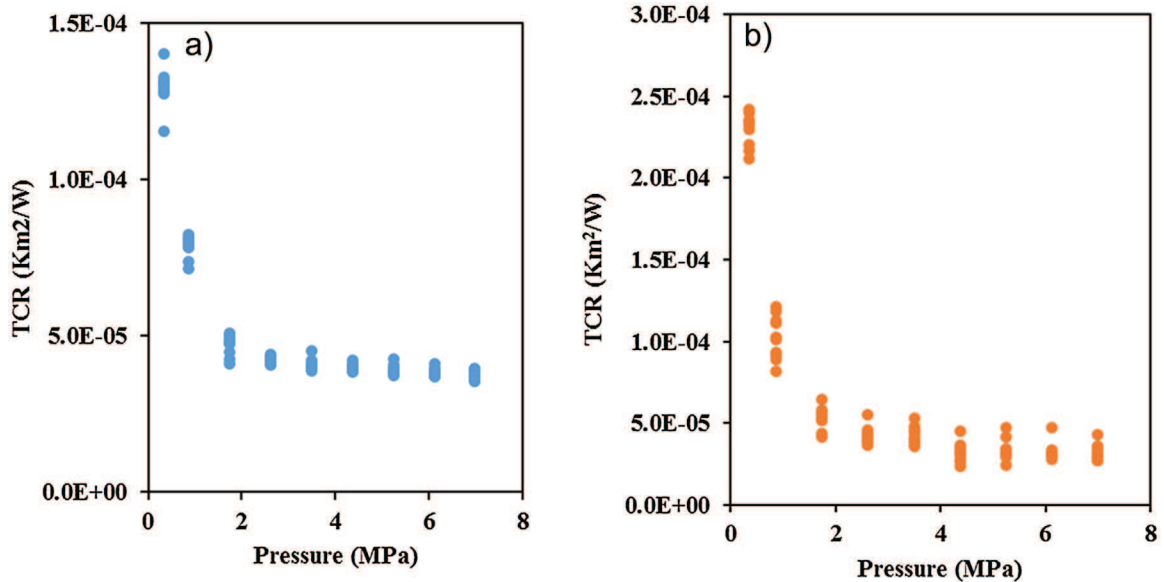 a)
1.5E-04
1.0E-04
5.0E-05
0.0E+00
TCR (Km2/W)
0 2 4 6 8
Pressure (MPa)
b)
3.0E-04
2.5E-04
2.0E-04
1.5E-04
1.0E-04
5.0E-05
0.0E+00
TCR (Km²/W)
0 2 4 6 8
Pressure (MPa)